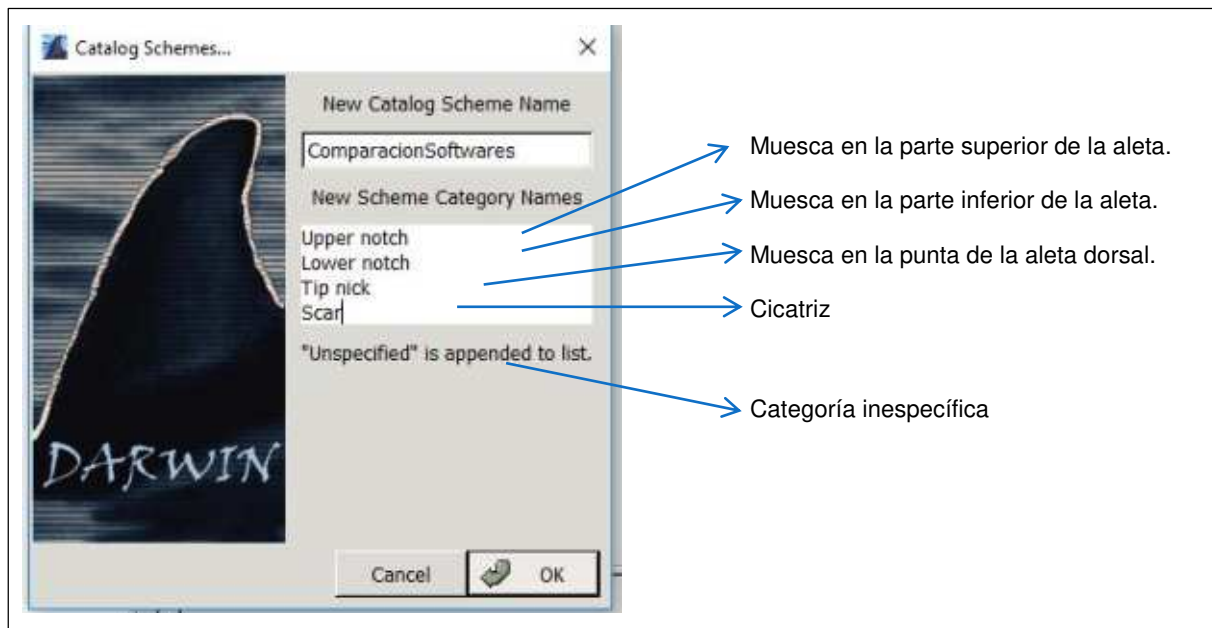 Catalog Schemes...
New Catalog Scheme Name
ComparacionSoftwares
New Scheme Category Names
Upper notch
Lower notch
Tip nick
Scar
"Unspecified" is appended to list.
DARWIN
Cancel
OK
Muesca en la parte superior de la aleta.
Muesca en la parte inferior de la aleta.
Muesca en la punta de la aleta dorsal.
Cicatriz
Categoría inespecífica